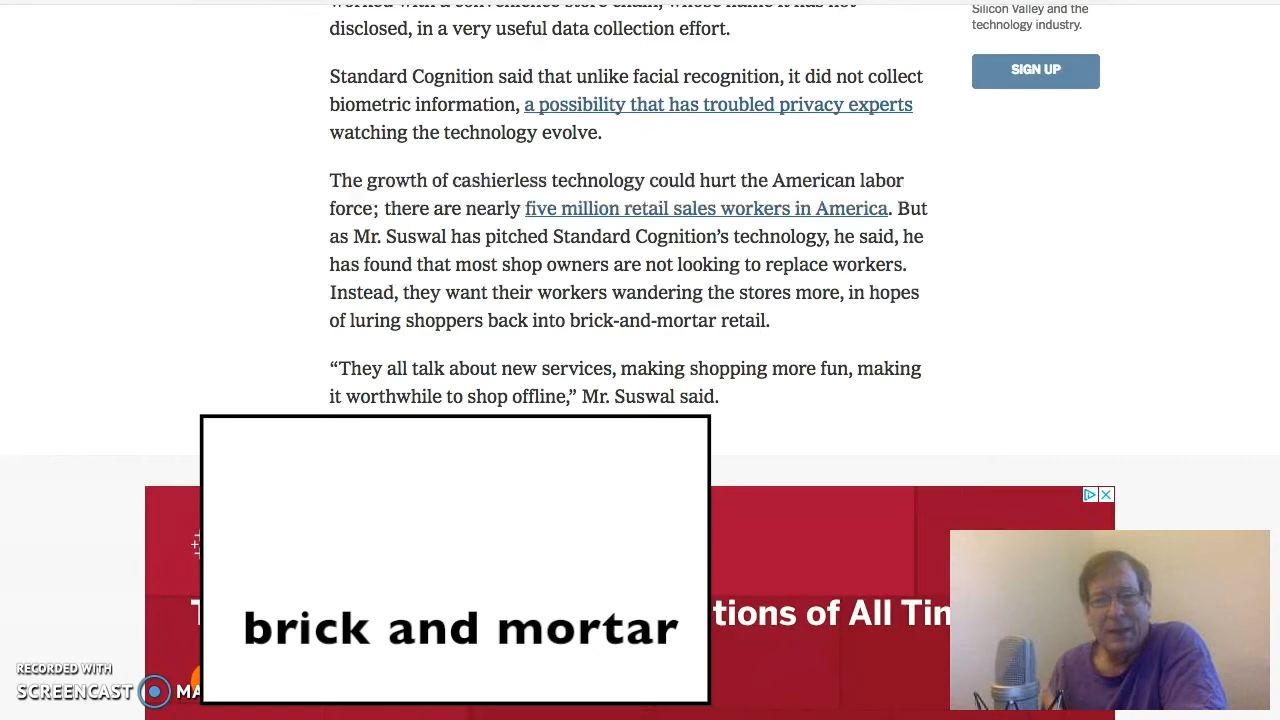 disclosed, in a very useful data collection effort.
Standard Cognition said that unlike facial recognition, it did not collect
biometric information, a possibility that has troubled privacy experts
watching the technology evolve.
The growth of cashierless technology could hurt the American labor
force; there are nearly five million retail sales workers in America. But
as Mr. Suswal has pitched Standard Cognition’s technology, he said, he
has found that most shop owners are not looking to replace workers.
Instead, they want their workers wandering the stores more, in hopes
of luring shoppers back into brick-and-mortar retail.
“They all talk about new services, making shopping more fun, making
it worthwhile to shop offline,” Mr. Suswal said.
Silicon Valley and the
technology industry.
SIGN UP
brick and mortar
tions of All Tin
RECORDED WITH
SCREENCAST MA